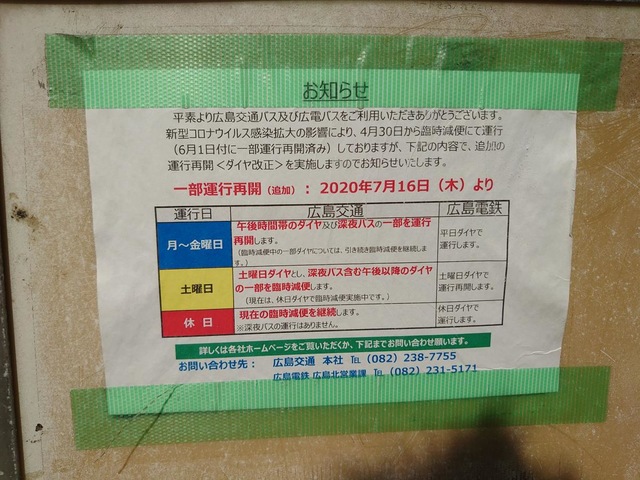 お知らせ
平素より広島交通バス及び広電バスをご利用いただきありがとうございます。
新型コロナウイルス感染拡大の影響により、4月30日から臨時減便にて運行
（6月1日付に一部運行再開済み）しておりますが、下記の内容で、追加の
運行再開＜ダイヤ改正＞を実施しますのでお知らせいたします。
一部運行再開（追加）：2020年7月16日（木）より
運行日 広島交通 広島電鉄
月～金曜日
午後時間帯のダイヤ及び深夜バスの一部を運行
再開します。
（臨時減便中の一部ダイヤについては、引き続き臨時減便を継続しま
す。）
平日ダイヤで
運行します。
土曜日
土曜日ダイヤとし、深夜バス含む午後以降のダイヤ
の一部を臨時減便します。
（現在は、休日ダイヤで臨時減便実施中です。）
土曜日ダイヤで
運行再開します。
休日
現在の臨時減便を継続します。
※深夜バスの運行はありません。
休日ダイヤで
運行します。
詳しくは各社ホームページをご覧いただくか、下記までお問い合わせ願います。
お問い合わせ先： 広島交通 本社 TEL（082）238-7755
広島電鉄 広島北営業課 TEL（082）231-5171